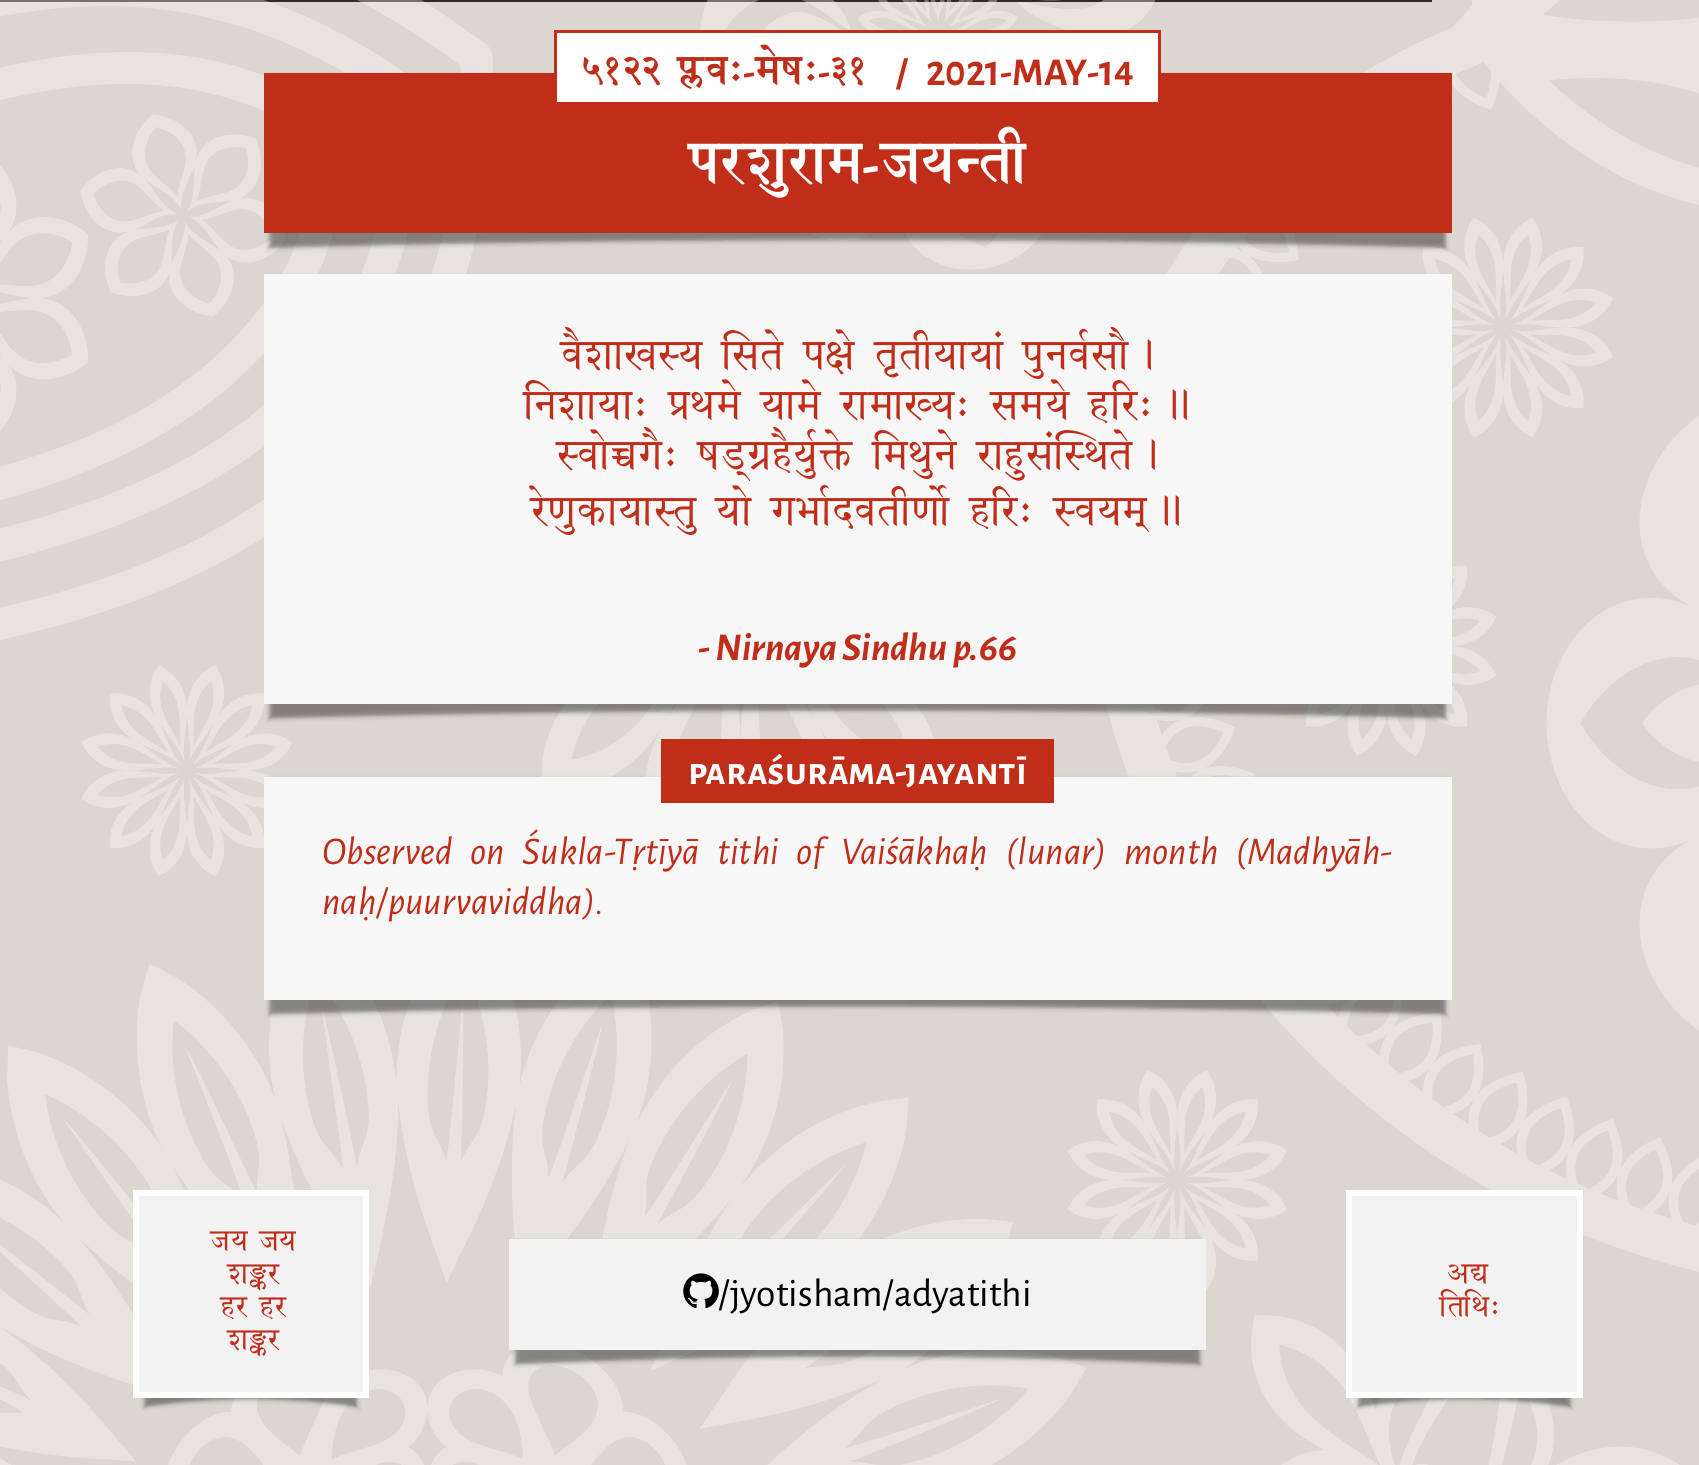 ५१२२ प्लवः-मेषः-३१ / 2021-MAY-14
परशुराम-जयन्ती
वैशाखस्य सिते पक्षे तृतीयायां पुनर्वसौ ।
निशायाः प्रथमे यामे रामाख्यः समये हरिः ॥
स्वोच्चगैः षड्ग्रहैर्युक्ते मिथुने राहुसंस्थिते ।
रेणुकायास्तु यो गर्भादवतीर्णो हरिः स्वयम् ॥
- Nirnaya Sindhu p.66
PARAŚURĀMA-JAYANTĪ
Observed on Śukla-Tṛtīyā tithi of Vaiśākhaḥ (lunar) month (Madhyāh-
naḥ/puurvaviddha).
जय जय
शङ्कर
हर हर
शङ्कर
/jyotisham/adyatithi
अद्य
तिथिः